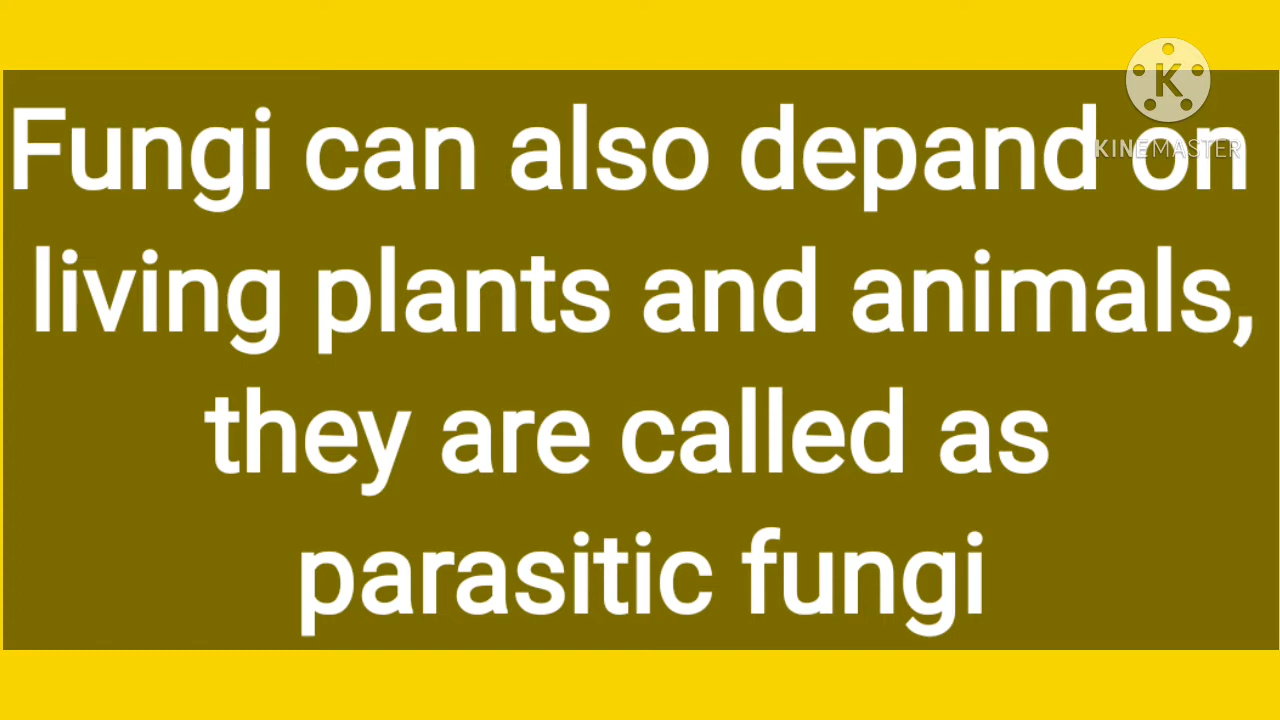 K
KINEMASTER
Fungi can also depand on
living plants and animals,
they are called as
parasitic fungi